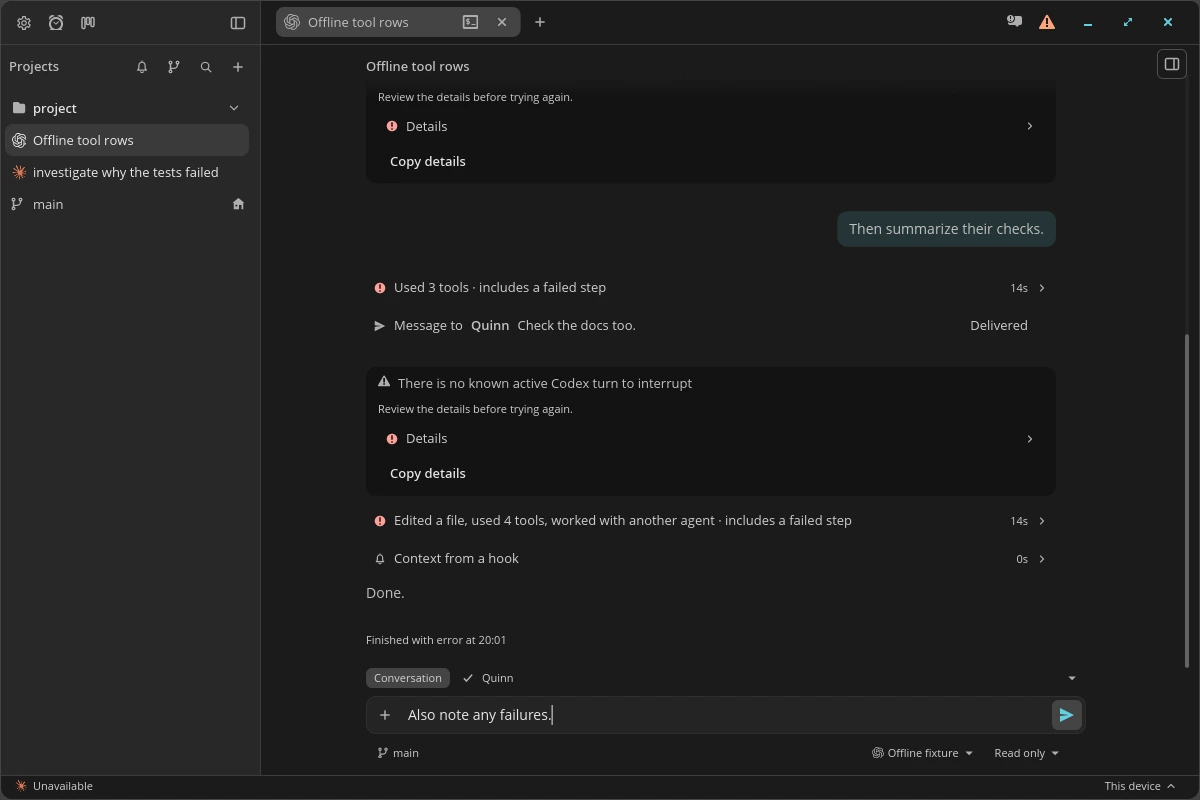 Offline tool rows
Projects
project
Offline tool rows
investigate why the tests failed
main
Offline tool rows
Review the details before trying again.
Details
Copy details
Then summarize their checks.
Used 3 tools · includes a failed step 14s
Message to Quinn Check the docs too. Delivered
There is no known active Codex turn to interrupt
Review the details before trying again.
Details
Copy details
Edited a file, used 4 tools, worked with another agent · includes a failed step 14s
Context from a hook 0s
Done.
Finished with error at 20:01
Conversation Quinn
Also note any failures.
main Offline fixture Read only
Unavailable This device